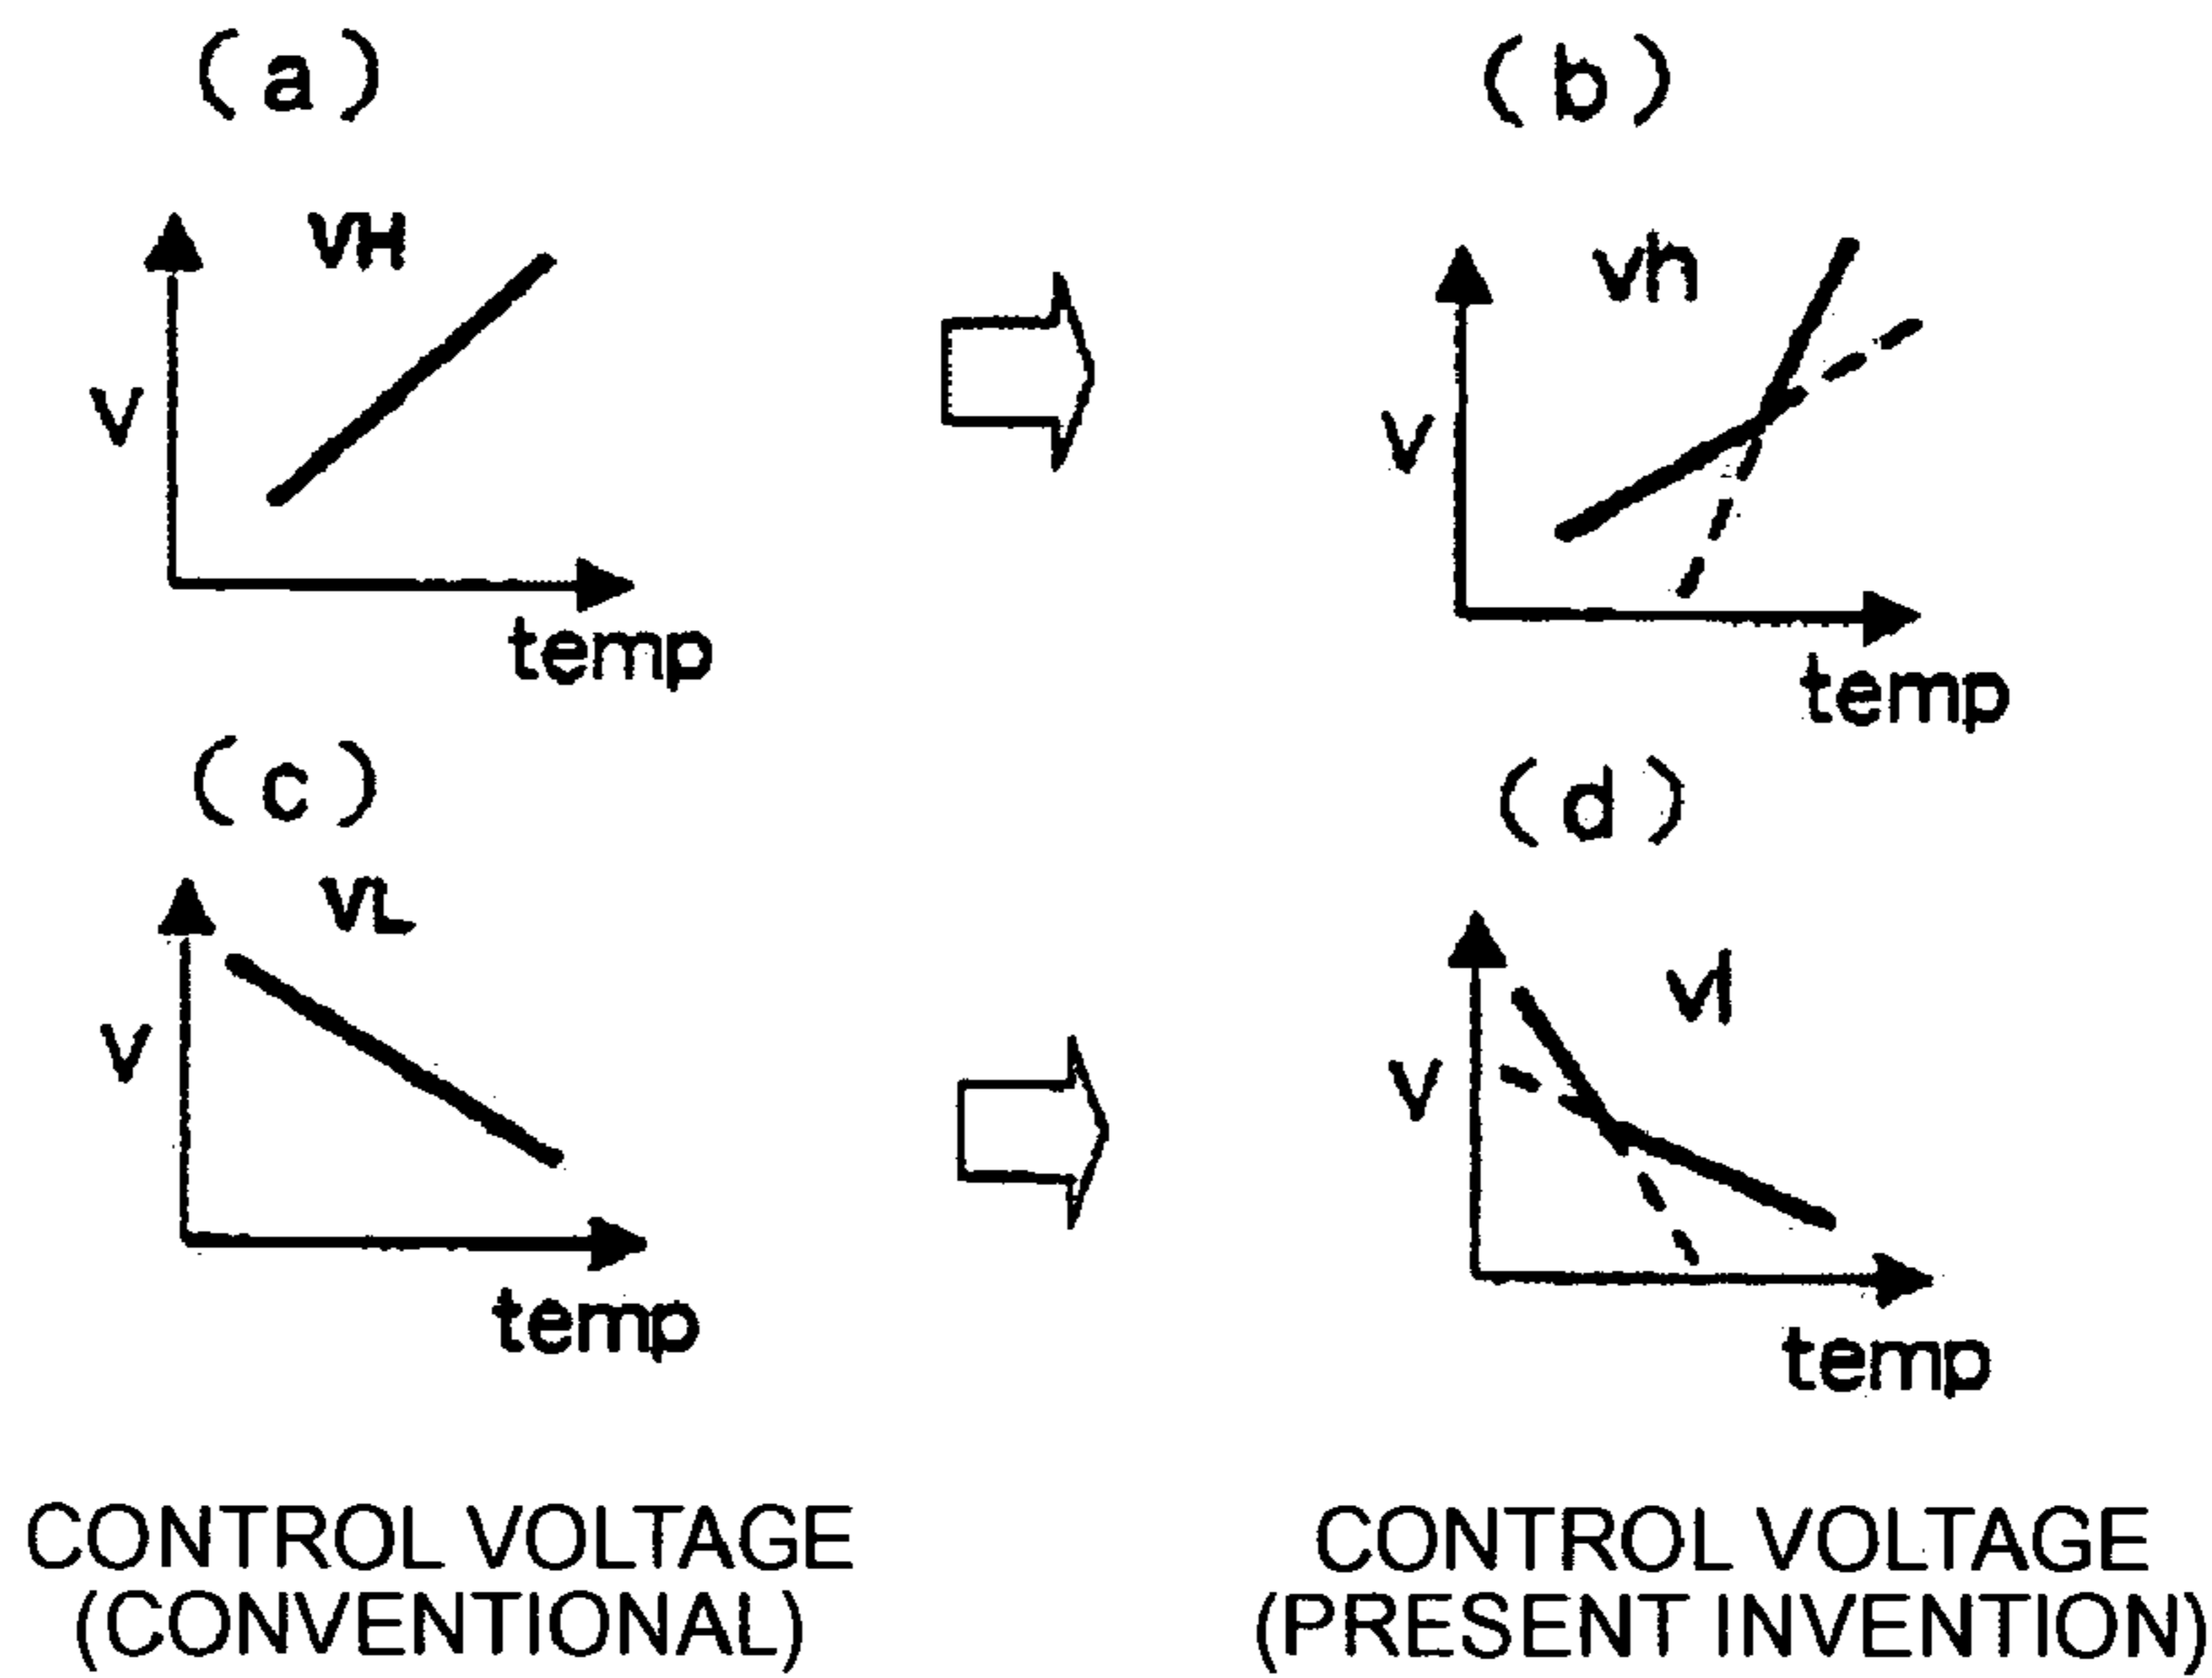 (a)
(b)
VH
V
temp
Vh
V
temp
(c)
(d)
VL
V
temp
Vl
V
temp
CONTROL VOLTAGE
(CONVENTIONAL)
CONTROL VOLTAGE
(PRESENT INVENTION)